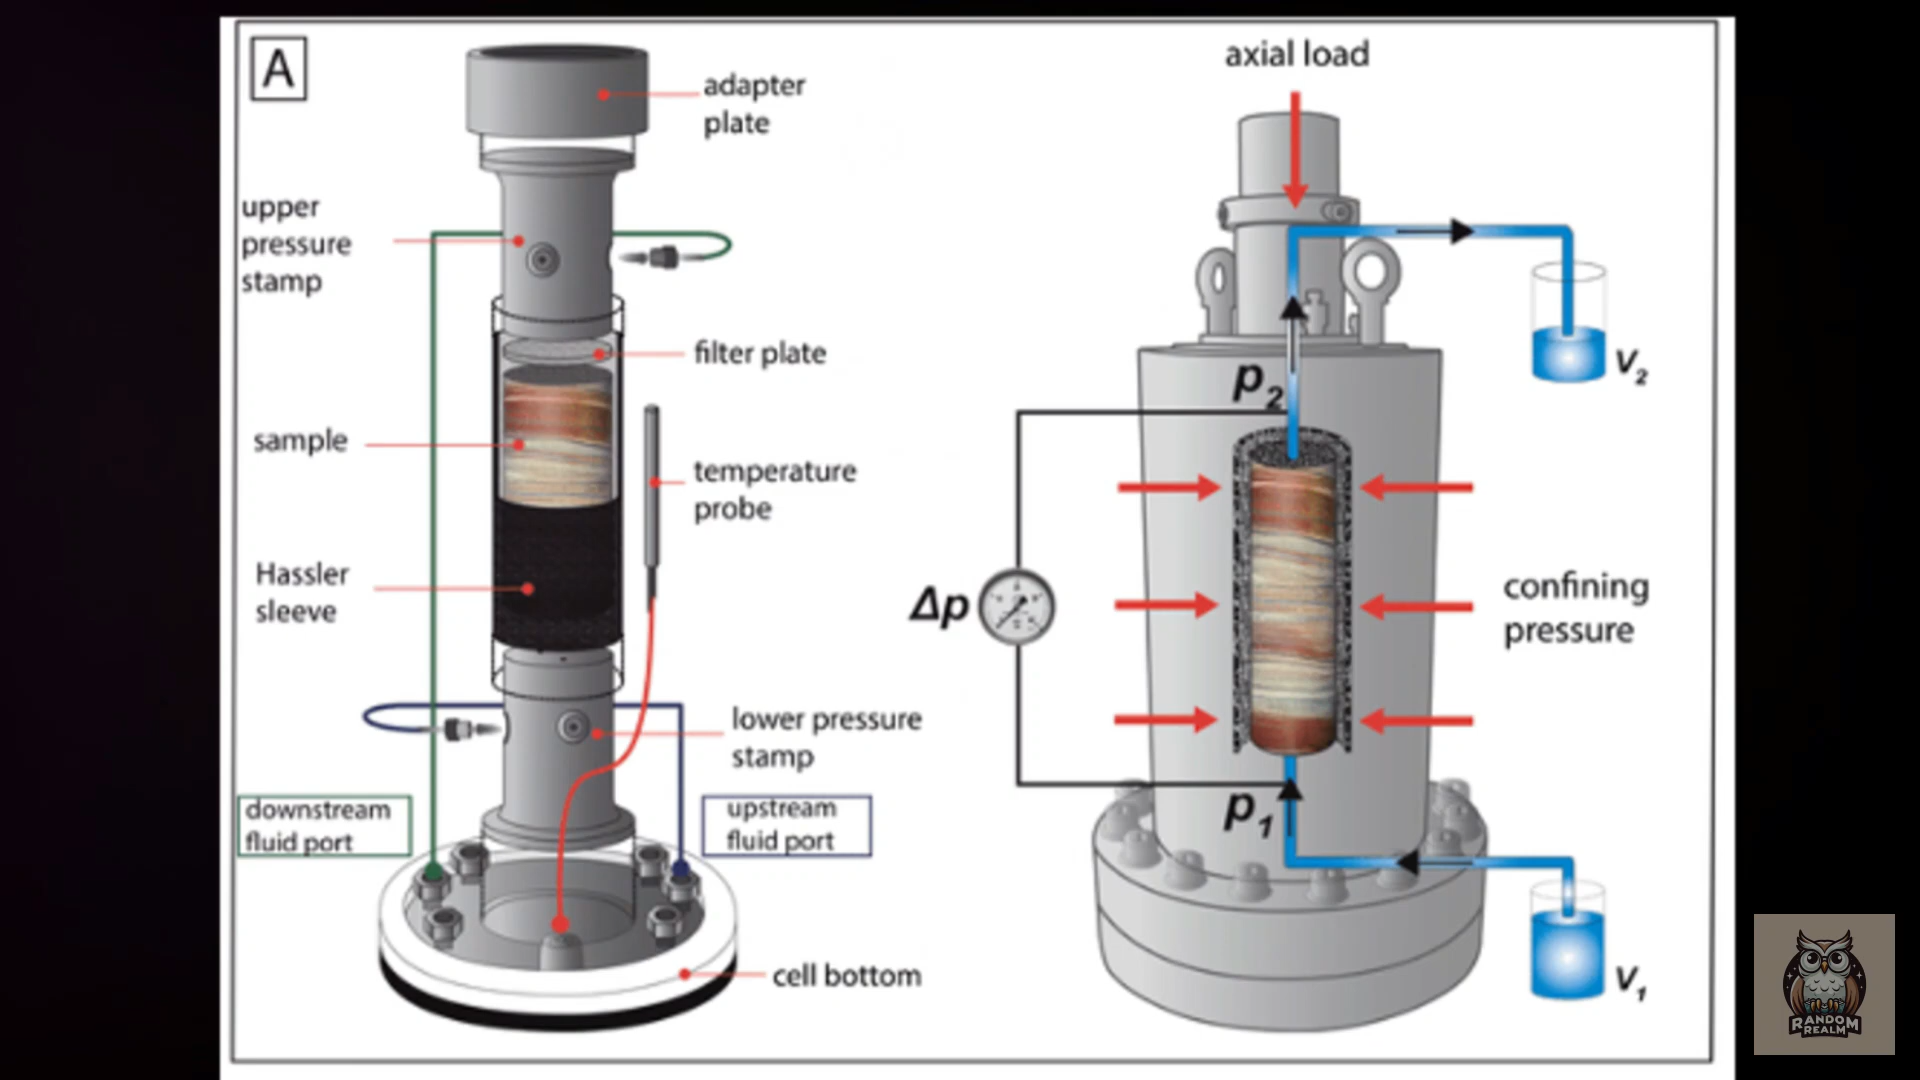 A
adapter
plate
upper
pressure
stamp
filter plate
sample
temperature
probe
Hassler
sleeve
lower pressure
stamp
downstream
fluid port
upstream
fluid port
cell bottom
axial load
V2
p2
Δp
confining
pressure
p1
V1
RANDOM
REALM